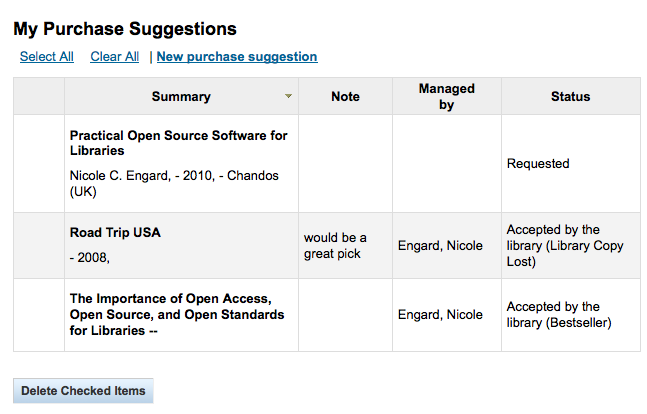 My Purchase Suggestions
Select All Clear All | New purchase suggestion
Summary Note Managed by Status
Practical Open Source Software for
Libraries
Nicole C. Engard, - 2010, - Chandos
(UK)
Requested
Road Trip USA
- 2008,
would be a
great pick
Engard, Nicole
Accepted by the
library (Library Copy
Lost)
The Importance of Open Access,
Open Source, and Open Standards
for Libraries --
Engard, Nicole
Accepted by the
library (Bestseller)
Delete Checked Items